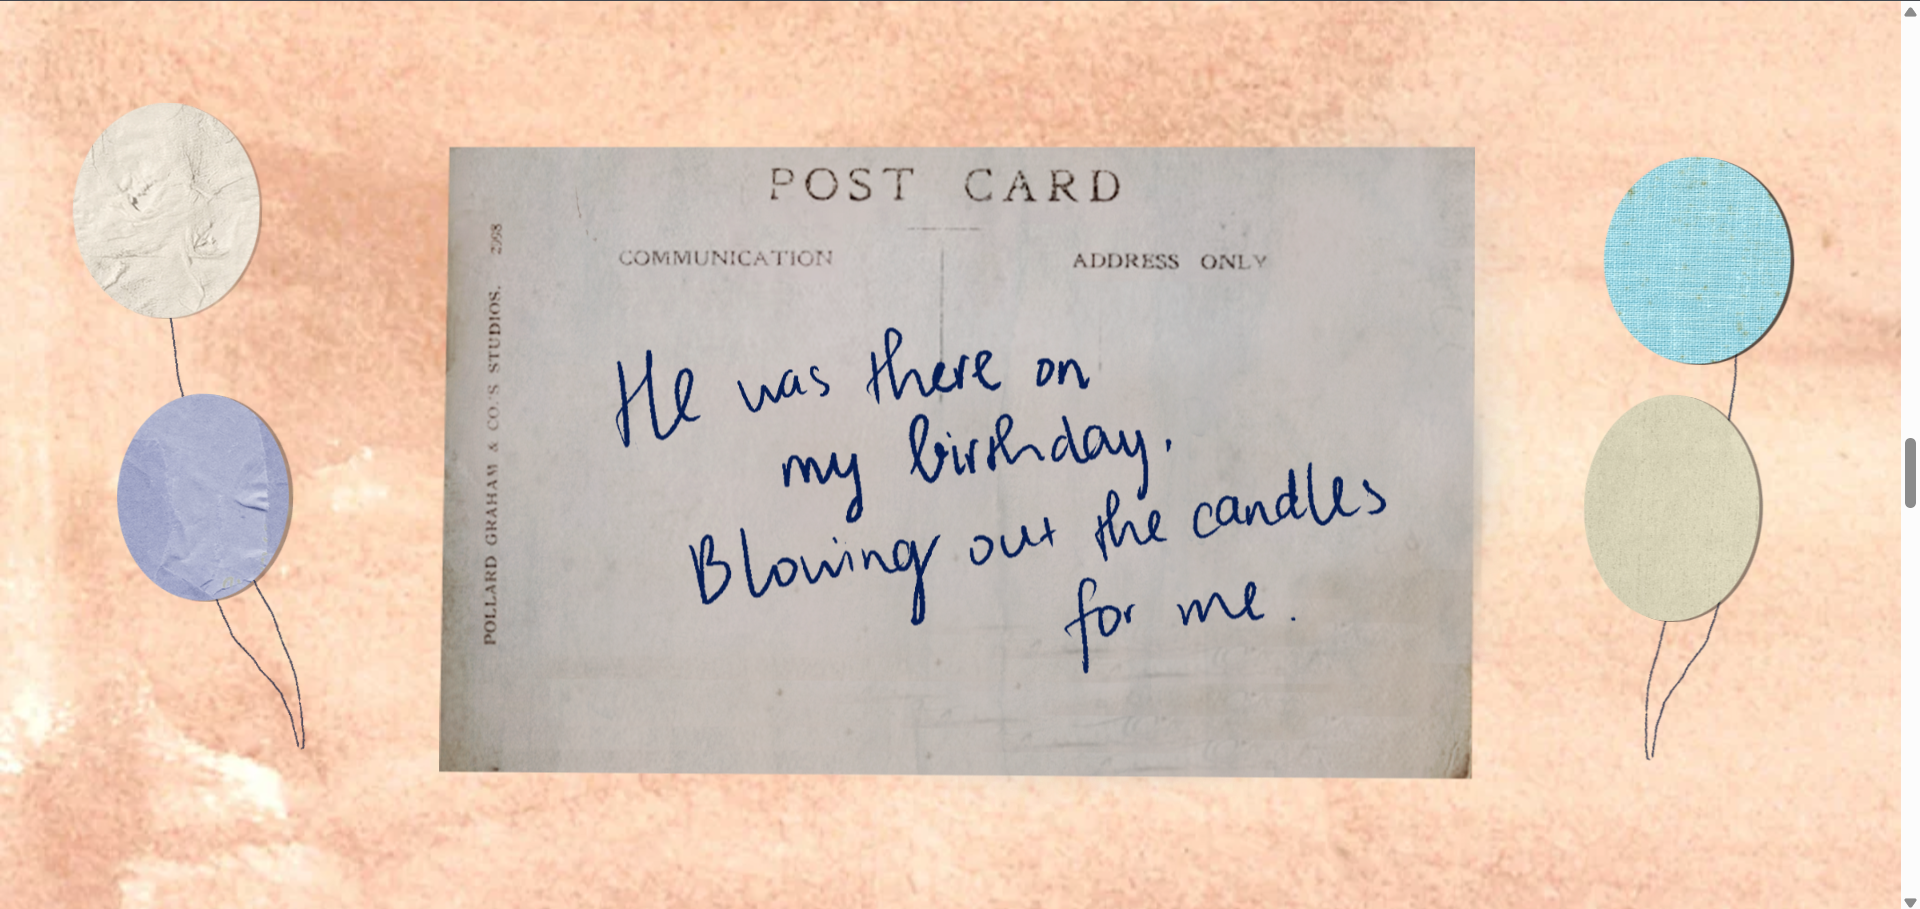 POST CARD
COMMUNICATION
ADDRESS ONLY
POLLARD GRAHAM & CO.'S STUDIOS.
He was there on
my birthday.
Blowing out the candles
for me.